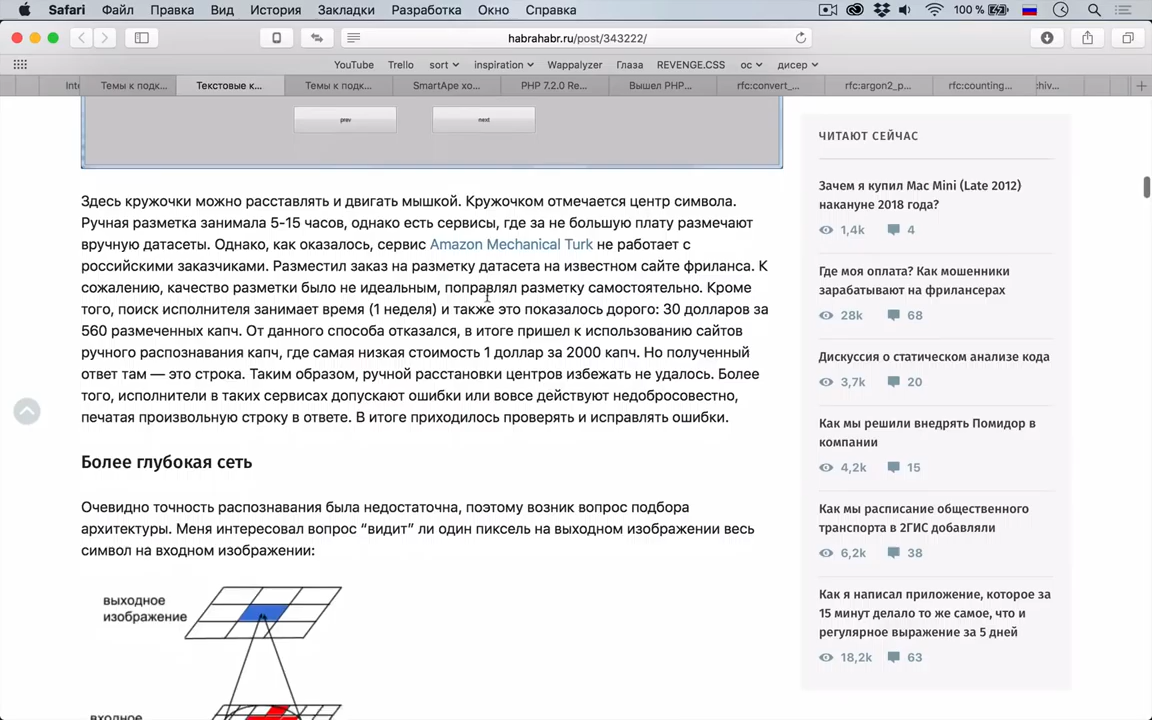 Safari Файл Правка Вид История Закладки Разработка Окно Справка 100 %
habrahabr.ru/post/343222/
YouTube Trello sort inspiration Wappalyzer Глаза REVENGE.CSS ос дисер
Темы к подк... Текстовые к... Темы к подк... SmartApe хо... PHP 7.2.0 Re... Вышел PHP... rfc:convert_... rfc:argon2_p... rfc:counting...
prev next
Здесь кружочки можно расставлять и двигать мышкой. Кружочком отмечается центр символа.
Ручная разметка занимала 5-15 часов, однако есть сервисы, где за не большую плату размечают
вручную датасеты. Однако, как оказалось, сервис Amazon Mechanical Turk не работает с
российскими заказчиками. Разместил заказ на разметку датасета на известном сайте фриланса. К
сожалению, качество разметки было не идеальным, поправлял разметку самостоятельно. Кроме
того, поиск исполнителя занимает время (1 неделя) и также это показалось дорого: 30 долларов за
560 размеченных капч. От данного способа отказался, в итоге пришел к использованию сайтов
ручного распознавания капч, где самая низкая стоимость 1 доллар за 2000 капч. Но полученный
ответ там — это строка. Таким образом, ручной расстановки центров избежать не удалось. Более
того, исполнители в таких сервисах допускают ошибки или вовсе действуют недобросовестно,
печатая произвольную строку в ответе. В итоге приходилось проверять и исправлять ошибки.
Более глубокая сеть
Очевидно точность распознавания была недостаточна, поэтому возник вопрос подбора
архитектуры. Меня интересовал вопрос “видит” ли один пиксель на выходном изображении весь
символ на входном изображении:
выходное
изображение
входное
ЧИТАЮТ СЕЙЧАС
Зачем я купил Mac Mini (Late 2012)
накануне 2018 года?
1,4k 4
Где моя оплата? Как мошенники
зарабатывают на фрилансерах
28k 68
Дискуссия о статическом анализе кода
3,7k 20
Как мы решили внедрять Помидор в
компании
4,2k 15
Как мы расписание общественного
транспорта в 2ГИС добавляли
6,2k 38
Как я написал приложение, которое за
15 минут делало то же самое, что и
регулярное выражение за 5 дней
18,2k 63